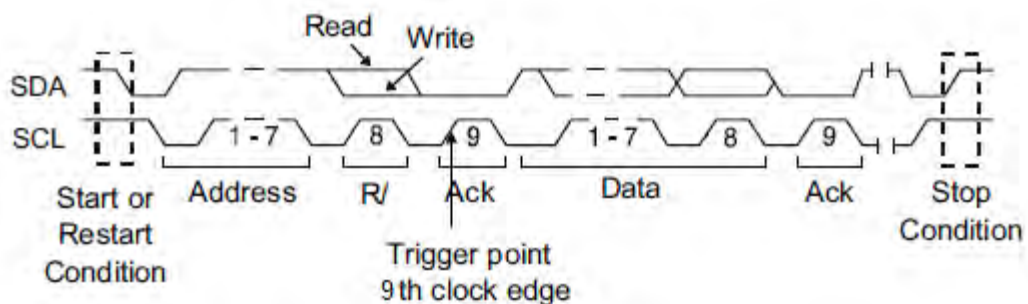 Read
Write
SDA
SCL
1 - 7
8
9
1 - 7
8
9
Address
R/
Ack
Data
Ack
Start or
Restart
Condition
Stop
Condition
Trigger point
9th clock edge